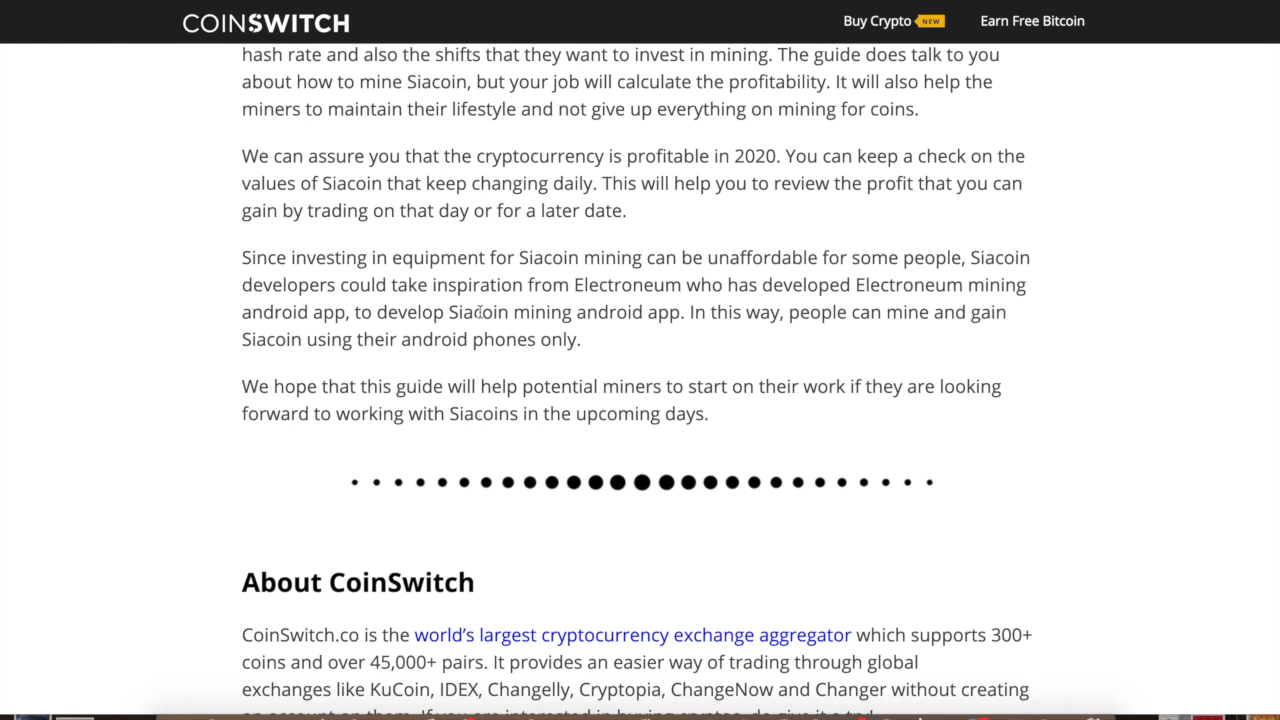 COINSWITCH
Buy Crypto NEW
Earn Free Bitcoin
hash rate and also the shifts that they want to invest in mining. The guide does talk to you
about how to mine Siacoin, but your job will calculate the profitability. It will also help the
miners to maintain their lifestyle and not give up everything on mining for coins.
We can assure you that the cryptocurrency is profitable in 2020. You can keep a check on the
values of Siacoin that keep changing daily. This will help you to review the profit that you can
gain by trading on that day or for a later date.
Since investing in equipment for Siacoin mining can be unaffordable for some people, Siacoin
developers could take inspiration from Electroneum who has developed Electroneum mining
android app, to develop Siacoin mining android app. In this way, people can mine and gain
Siacoin using their android phones only.
We hope that this guide will help potential miners to start on their work if they are looking
forward to working with Siacoins in the upcoming days.
About CoinSwitch
CoinSwitch.co is the world’s largest cryptocurrency exchange aggregator which supports 300+
coins and over 45,000+ pairs. It provides an easier way of trading through global
exchanges like KuCoin, IDEX, Changelly, Cryptopia, ChangeNow and Changer without creating